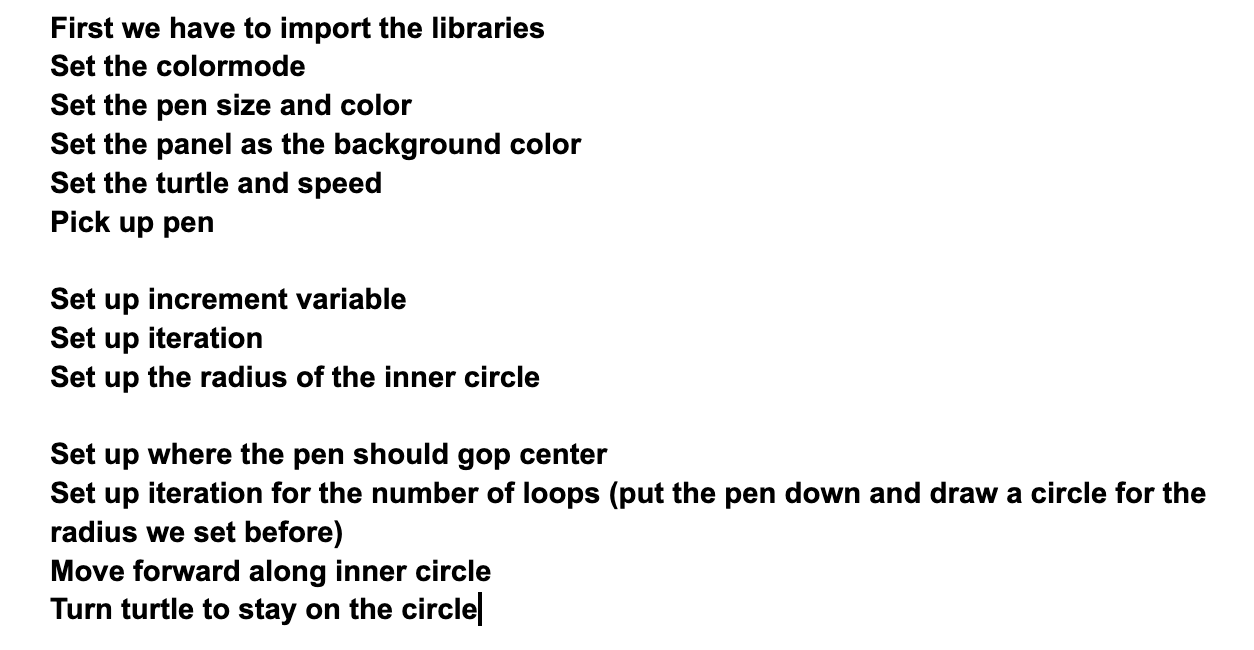 First we have to import the libraries
Set the colormode
Set the pen size and color
Set the panel as the background color
Set the turtle and speed
Pick up pen
Set up increment variable
Set up iteration
Set up the radius of the inner circle
Set up where the pen should gop center
Set up iteration for the number of loops (put the pen down and draw a circle for the
radius we set before)
Move forward along inner circle
Turn turtle to stay on the circle